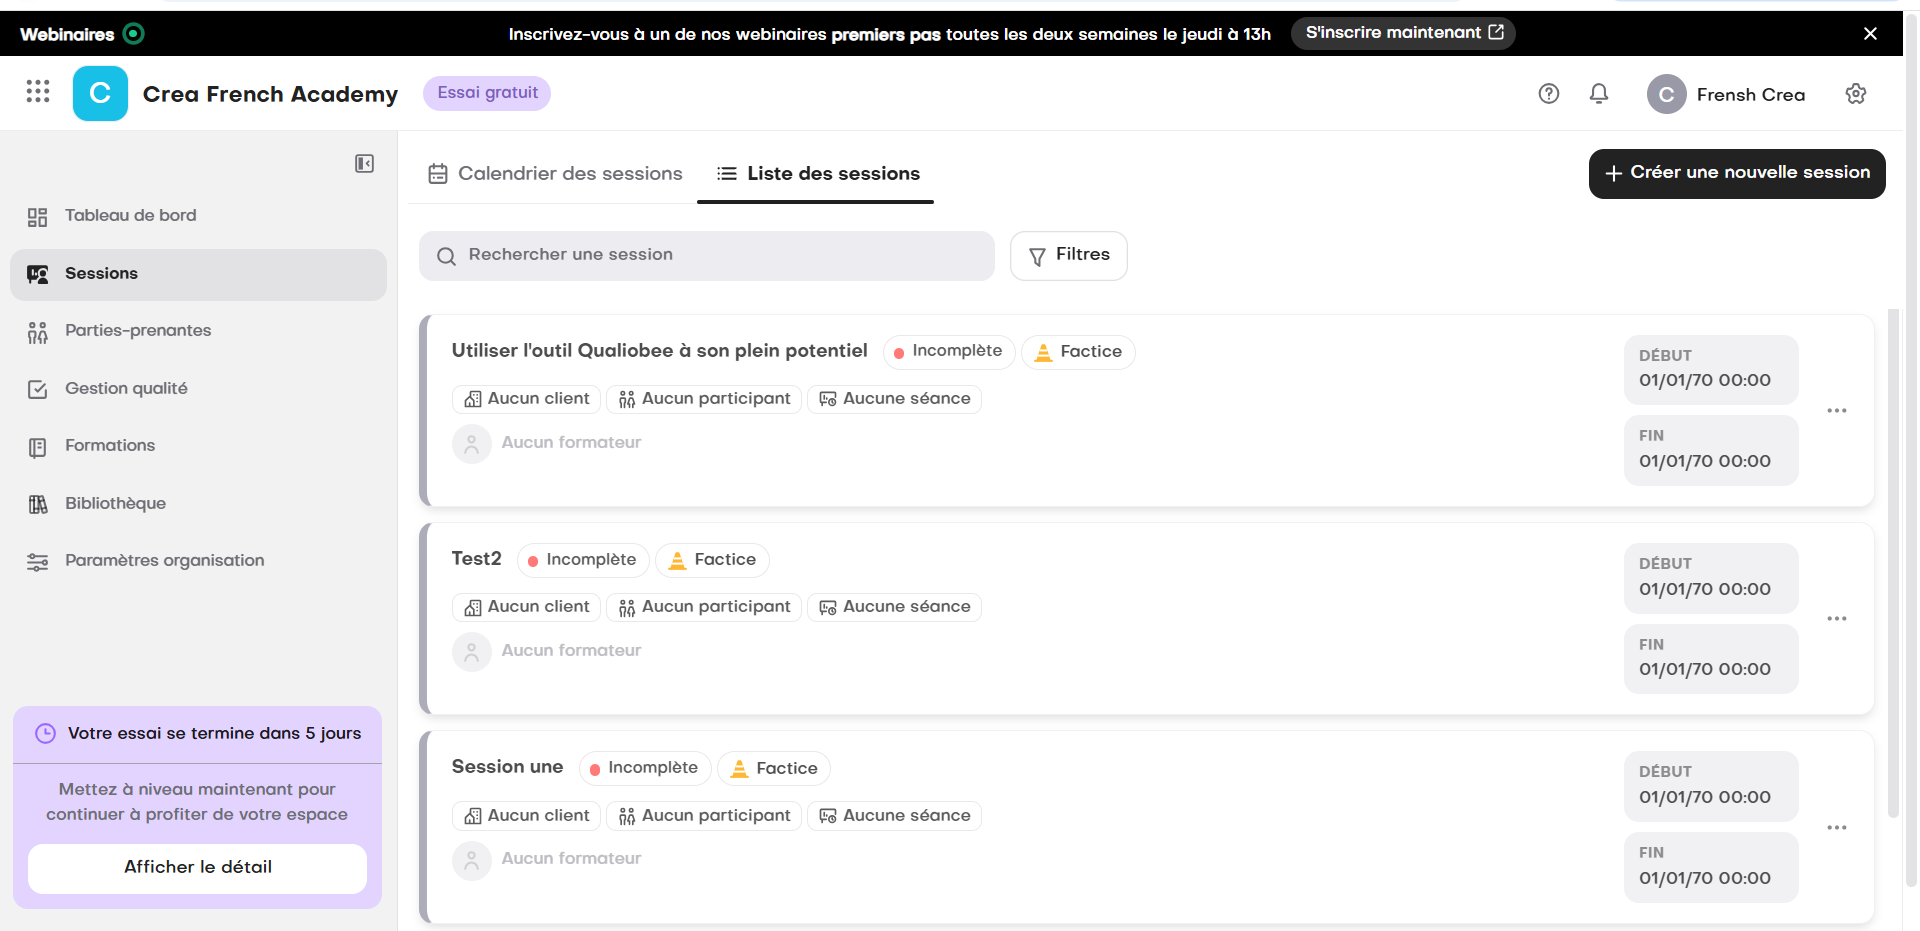 Webinaires
Inscrivez-vous à un de nos webinaires premiers pas toutes les deux semaines le jeudi à 13h
S'inscrire maintenant
C
Crea French Academy
Essai gratuit
C
Frensh Crea
Tableau de bord
Sessions
Parties-prenantes
Gestion qualité
Formations
Bibliothèque
Paramètres organisation
Votre essai se termine dans 5 jours
Mettez à niveau maintenant pour
continuer à profiter de votre espace
Afficher le détail
Calendrier des sessions
Liste des sessions
Créer une nouvelle session
Rechercher une session
Filtres
Utiliser l'outil Qualiobee à son plein potentiel
Incomplète
Factice
Aucun client
Aucun participant
Aucune séance
Aucun formateur
DÉBUT
01/01/70 00:00
FIN
01/01/70 00:00
Test2
Incomplète
Factice
Aucun client
Aucun participant
Aucune séance
Aucun formateur
DÉBUT
01/01/70 00:00
FIN
01/01/70 00:00
Session une
Incomplète
Factice
Aucun client
Aucun participant
Aucune séance
Aucun formateur
DÉBUT
01/01/70 00:00
FIN
01/01/70 00:00